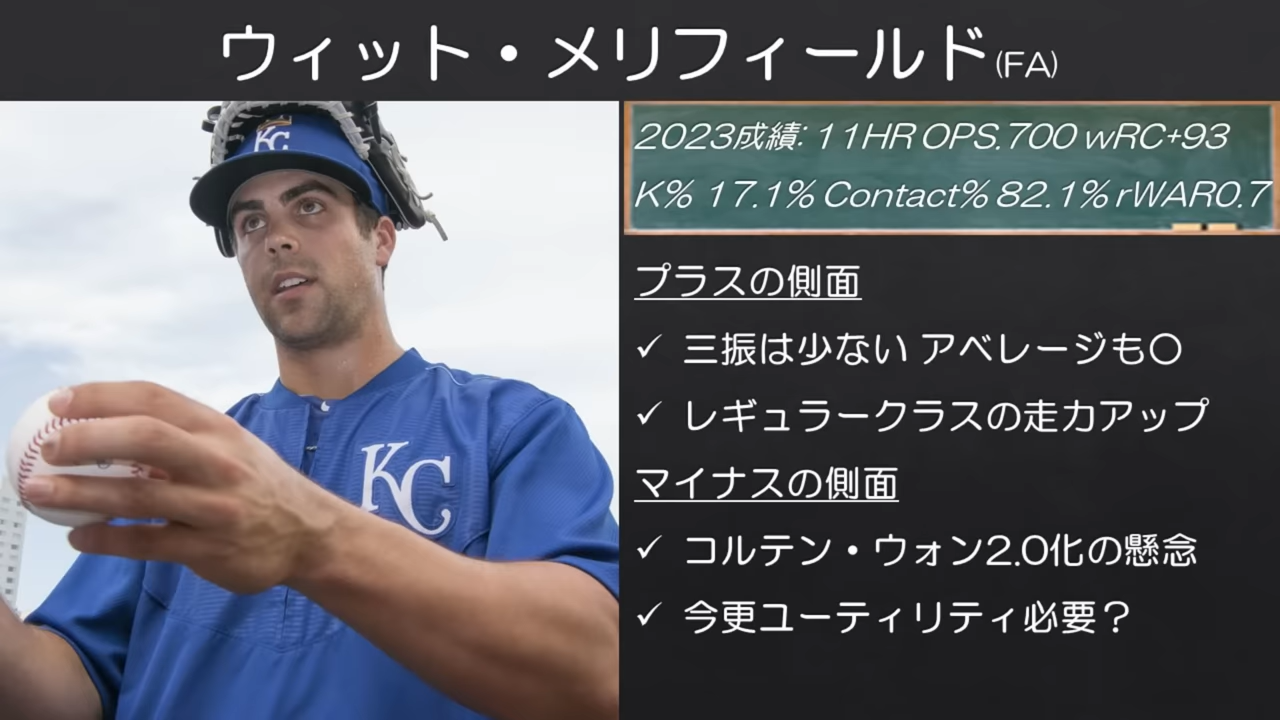 ウィット・メリフィールド(FA)
2023成績: 11HR OPS.700 wRC+93
K% 17.1% Contact% 82.1% rWAR0.7
プラスの側面
✓ 三振は少ない アベレージも〇
✓ レギュラークラスの走力アップ
マイナスの側面
✓ コルテン・ウォン2.0化の懸念
✓ 今更ユーティリティ必要？
KC
KC